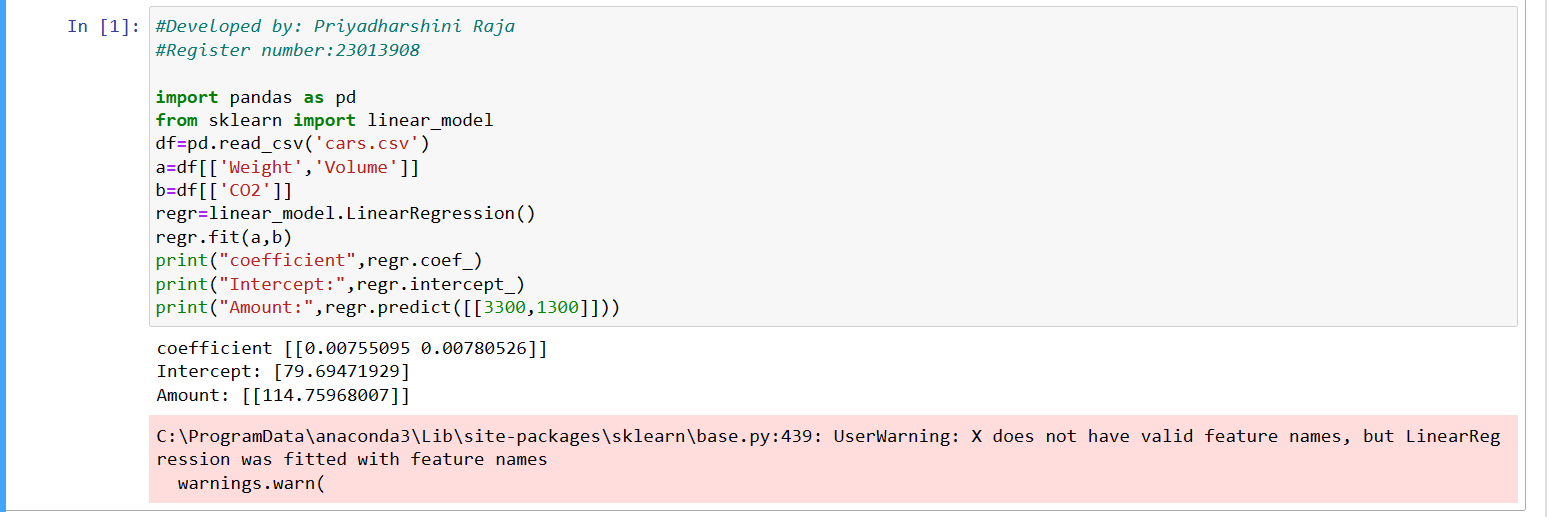 In [1]:
#Developed by: Priyadharshini Raja
#Register number:23013908
import pandas as pd
from sklearn import linear_model
df=pd.read_csv('cars.csv')
a=df[['Weight','Volume']]
b=df[['CO2']]
regr=linear_model.LinearRegression()
regr.fit(a,b)
print("coefficient",regr.coef_)
print("Intercept:",regr.intercept_)
print("Amount:",regr.predict([[3300,1300]]))
coefficient [[0.00755095 0.00780526]]
Intercept: [79.69471929]
Amount: [[114.75968007]]
C:\ProgramData\anaconda3\Lib\site-packages\sklearn\base.py:439: UserWarning: X does not have valid feature names, but LinearReg
ression was fitted with feature names
  warnings.warn(